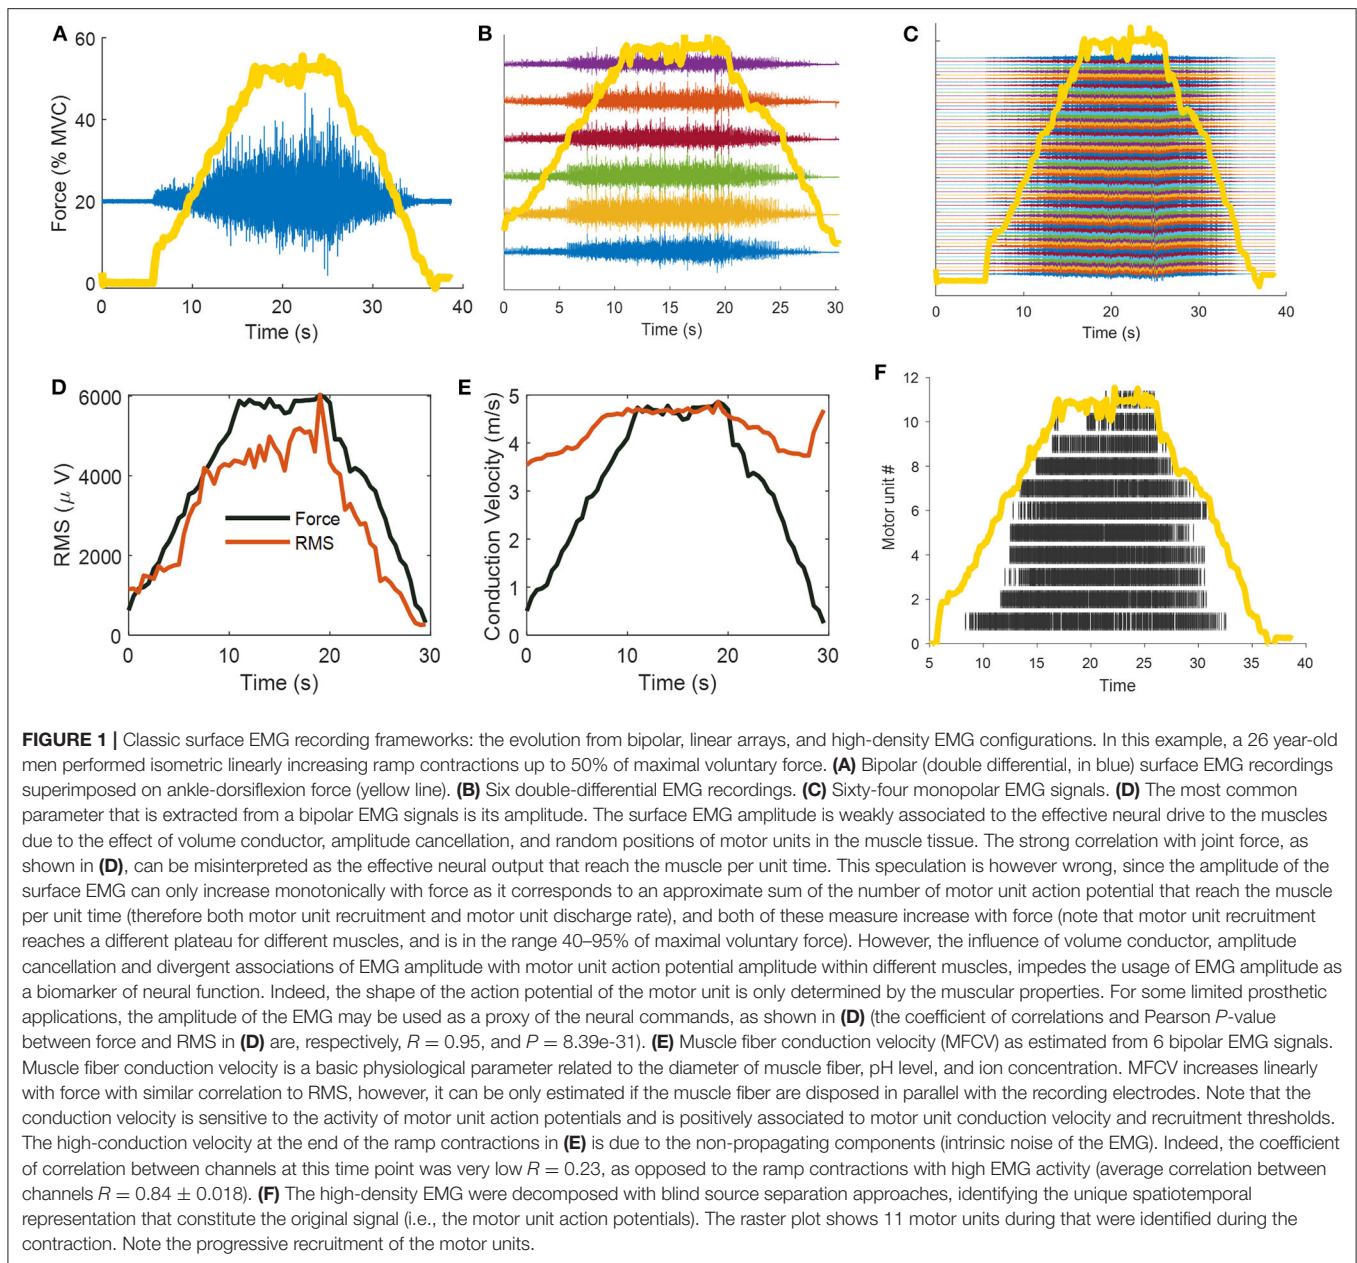 A
60
40
20
0
Force (% MVC)
0 10 20 30 40
Time (s)
B
0 5 10 15 20 25 30
Time (s)
C
0 10 20 30 40
Time (s)
D
6000
4000
2000
0
RMS (μ V)
Force
RMS
0 10 20 30
Time (s)
E
5
4
3
2
1
0
Conduction Velocity (m/s)
0 10 20 30
Time (s)
F
12
10
8
6
4
2
0
Motor unit #
5 10 15 20 25 30 35 40
Time
FIGURE 1 | Classic surface EMG recording frameworks: the evolution from bipolar, linear arrays, and high-density EMG configurations. In this example, a 26 year-old
men performed isometric linearly increasing ramp contractions up to 50% of maximal voluntary force. (A) Bipolar (double differential, in blue) surface EMG recordings
superimposed on ankle-dorsiflexion force (yellow line). (B) Six double-differential EMG recordings. (C) Sixty-four monopolar EMG signals. (D) The most common
parameter that is extracted from a bipolar EMG signals is its amplitude. The surface EMG amplitude is weakly associated to the effective neural drive to the muscles
due to the effect of volume conductor, amplitude cancellation, and random positions of motor units in the muscle tissue. The strong correlation with joint force, as
shown in (D), can be misinterpreted as the effective neural output that reach the muscle per unit time. This speculation is however wrong, since the amplitude of the
surface EMG can only increase monotonically with force as it corresponds to an approximate sum of the number of motor unit action potential that reach the muscle
per unit time (therefore both motor unit recruitment and motor unit discharge rate), and both of these measure increase with force (note that motor unit recruitment
reaches a different plateau for different muscles, and is in the range 40–95% of maximal voluntary force). However, the influence of volume conductor, amplitude
cancellation and divergent associations of EMG amplitude with motor unit action potential amplitude within different muscles, impedes the usage of EMG amplitude as
a biomarker of neural function. Indeed, the shape of the action potential of the motor unit is only determined by the muscular properties. For some limited prosthetic
applications, the amplitude of the EMG may be used as a proxy of the neural commands, as shown in (D) (the coefficient of correlations and Pearson P-value
between force and RMS in (D) are, respectively, R = 0.95, and P = 8.39e-31). (E) Muscle fiber conduction velocity (MFCV) as estimated from 6 bipolar EMG signals.
Muscle fiber conduction velocity is a basic physiological parameter related to the diameter of muscle fiber, pH level, and ion concentration. MFCV increases linearly
with force with similar correlation to RMS, however, it can be only estimated if the muscle fiber are disposed in parallel with the recording electrodes. Note that the
conduction velocity is sensitive to the activity of motor unit action potentials and is positively associated to motor unit conduction velocity and recruitment thresholds.
The high-conduction velocity at the end of the ramp contractions in (E) is due to the non-propagating components (intrinsic noise of the EMG). Indeed, the coefficient
of correlation between channels at this time point was very low R = 0.23, as opposed to the ramp contractions with high EMG activity (average correlation between
channels R = 0.84 ± 0.018). (F) The high-density EMG were decomposed with blind source separation approaches, identifying the unique spatiotemporal
representation that constitute the original signal (i.e., the motor unit action potentials). The raster plot shows 11 motor units during that were identified during the
contraction. Note the progressive recruitment of the motor units.